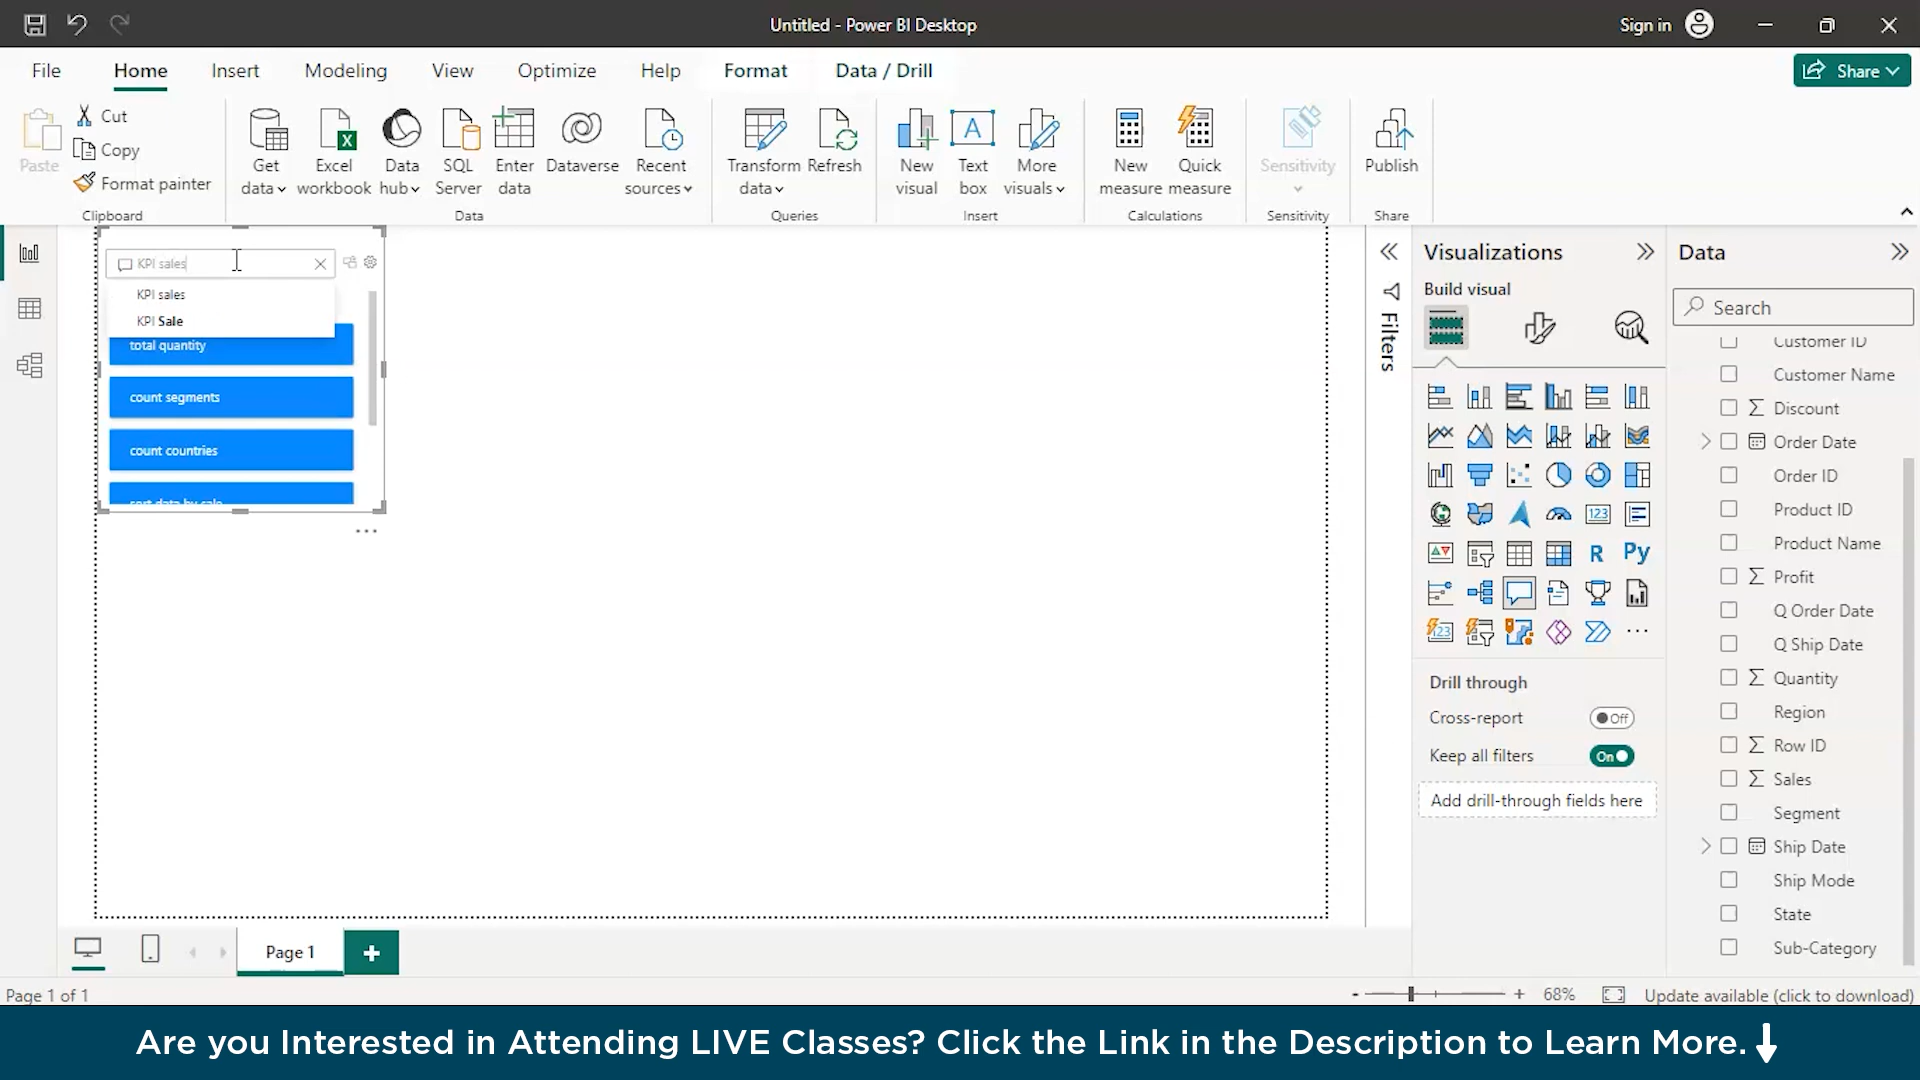 Untitled - Power BI Desktop
Sign in
File
Home
Insert
Modeling
View
Optimize
Help
Format
Data / Drill
Share
Paste
Cut
Copy
Format painter
Clipboard
Get data
Excel workbook
Data hub
SQL Server
Enter data
Dataverse
Recent sources
Data
Transform data
Refresh
Queries
New visual
Text box
More visuals
Insert
New measure
Quick measure
Calculations
Sensitivity
Sensitivity
Publish
Share
KPI sales
KPI sales
KPI Sale
total quantity
count segments
count countries
sort data by sale
Filters
Visualizations
Build visual
123
R
Py
123
Drill through
Cross-report
Off
Keep all filters
On
Add drill-through fields here
Data
Search
Customer ID
Customer Name
Discount
Order Date
Order ID
Product ID
Product Name
Profit
Q Order Date
Q Ship Date
Quantity
Region
Row ID
Sales
Segment
Ship Date
Ship Mode
State
Sub-Category
Page 1
Page 1 of 1
68%
Update available (click to download)
Are you Interested in Attending LIVE Classes? Click the Link in the Description to Learn More.